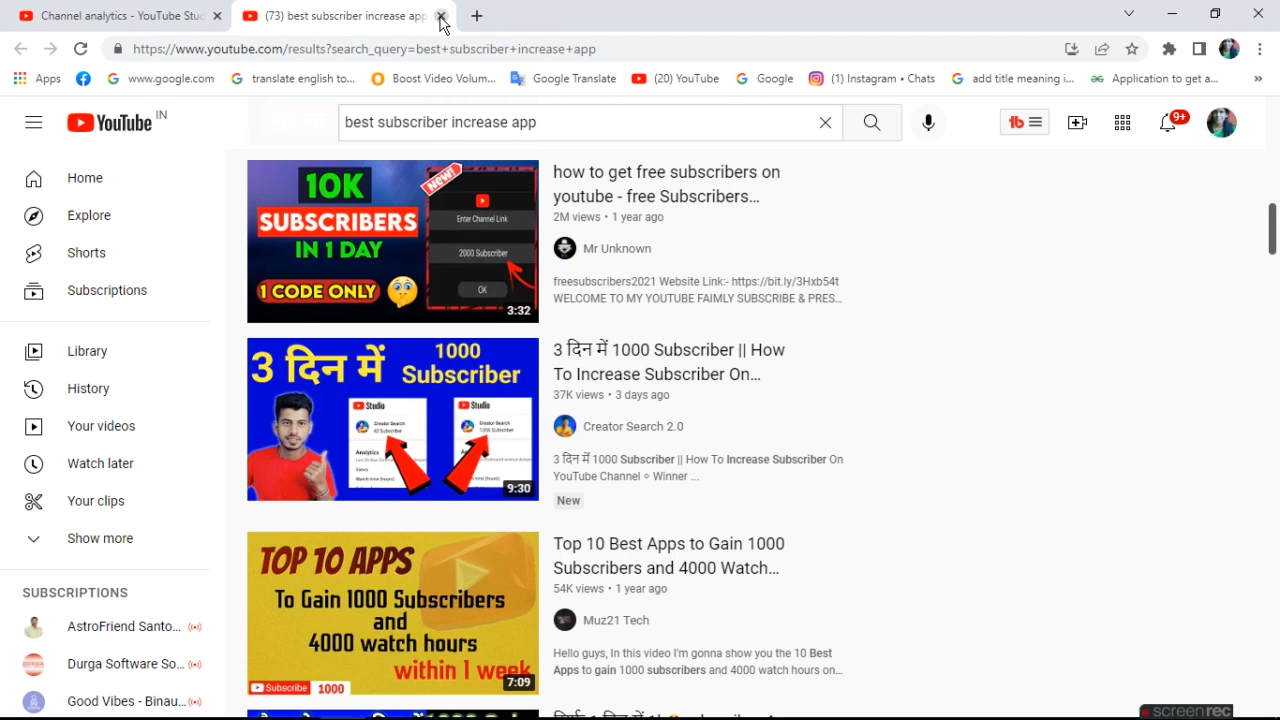 Channel analytics - YouTube Stud
(73) best subscriber increase app
https://www.youtube.com/results?search_query=best+subscriber+increase+app
Apps
www.google.com
translate english to...
Boost Video Volum...
Google Translate
(20) YouTube
Google
(1) Instagram • Chats
add title meaning i...
Application to get a...
YouTube IN
best subscriber increase app
9+
Home
Explore
Shorts
Subscriptions
Library
History
Your videos
Watch later
Your clips
Show more
SUBSCRIPTIONS
AstroFriend Santo...
Durga Software So...
Good Vibes - Binau...
10K
SUBSCRIBERS
IN 1 DAY
1 CODE ONLY
New!
Enter Channel Link
2000 Subscriber
OK
3:32
how to get free subscribers on
youtube - free Subscribers...
2M views • 1 year ago
Mr Unknown
freesubscribers2021 Website Link:- https://bit.ly/3Hxb54t
WELCOME TO MY YOUTUBE FAIMLY SUBSCRIBE & PRES...
3 दिन में 1000
Subscriber
Studio
Creator Search
Analytics
Views
Studio
Creator Search
9:30
3 दिन में 1000 Subscriber || How
To Increase Subscriber On...
37K views • 3 days ago
Creator Search 2.0
3 दिन में 1000 Subscriber || How To Increase Subscriber On
YouTube Channel ० Winner ...
New
TOP 10 APPS
To Gain 1000 Subscribers
and
4000 watch hours
within 1 week
Subscribe 1000
7:09
Top 10 Best Apps to Gain 1000
Subscribers and 4000 Watch...
54K views • 1 year ago
Muz21 Tech
Hello guys, In this video I'm gonna show you the 10 Best
Apps to gain 1000 subscribers and 4000 watch hours on...
screenrec